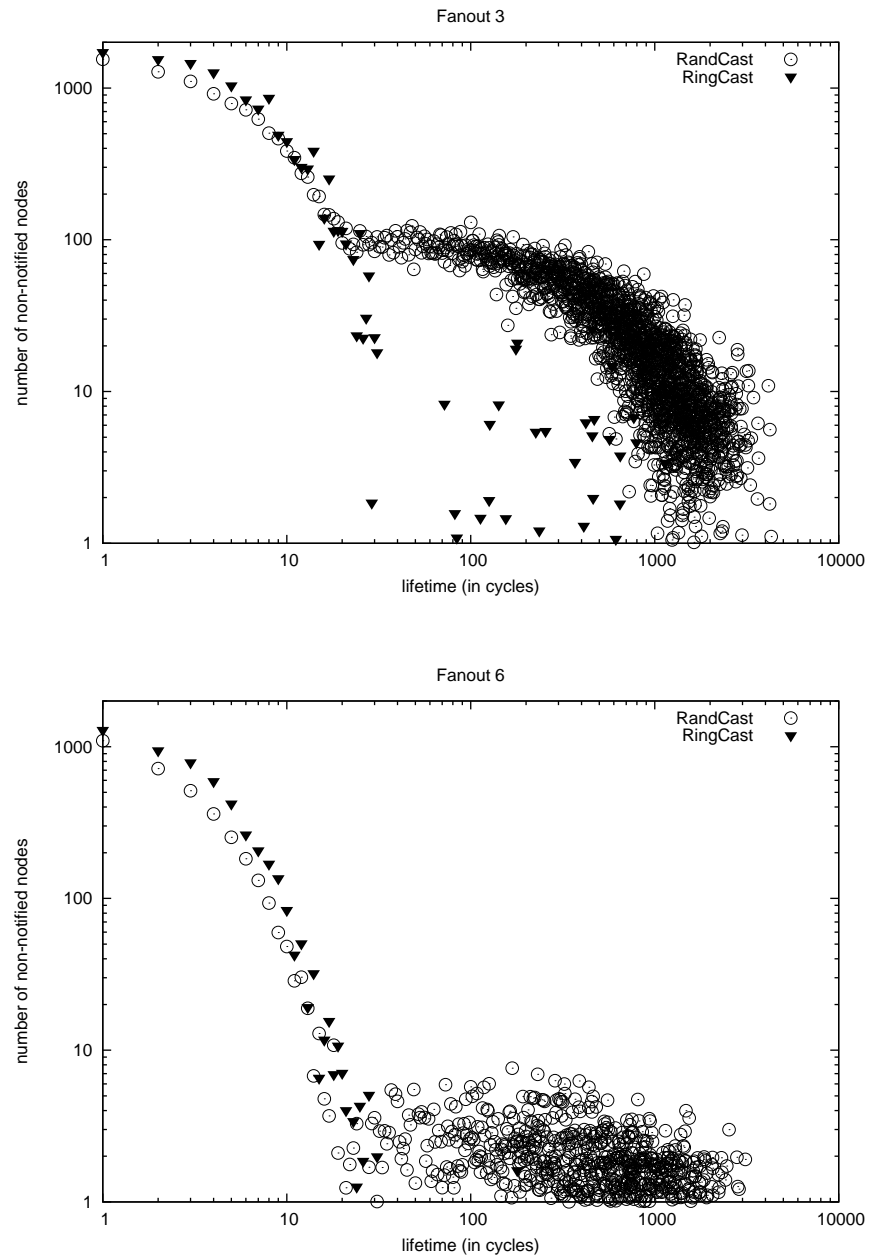 Fanout 3
RandCast
RingCast
1000
100
10
1
1 10 100 1000 10000
number of non-notified nodes
lifetime (in cycles)
Fanout 6
RandCast
RingCast
1000
100
10
1
1 10 100 1000 10000
number of non-notified nodes
lifetime (in cycles)